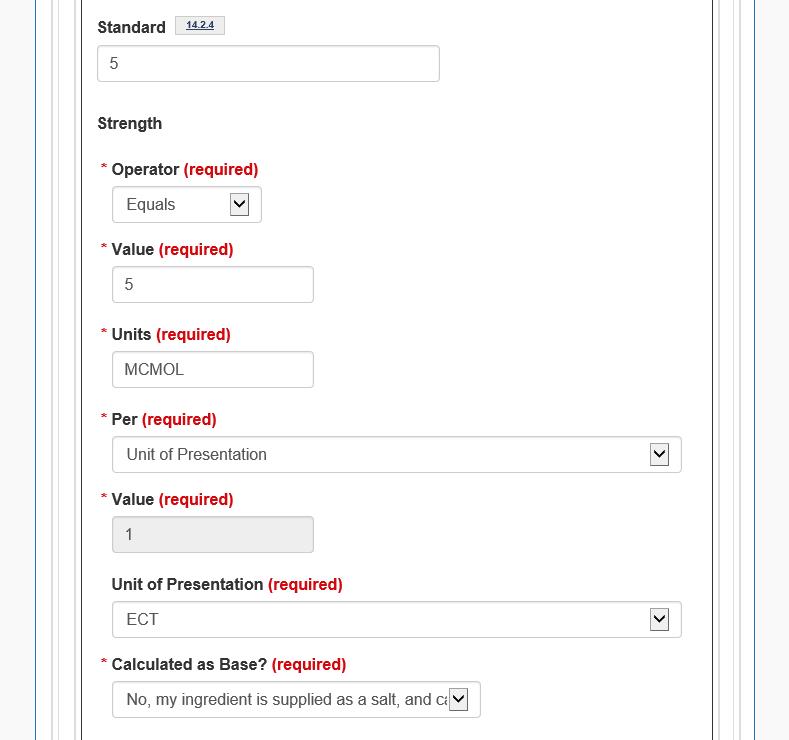 Standard 14.2.4
5
Strength
* Operator (required)
Equals
* Value (required)
5
* Units (required)
MCMOL
* Per (required)
Unit of Presentation
* Value (required)
1
Unit of Presentation (required)
ECT
* Calculated as Base? (required)
No, my ingredient is supplied as a salt, and